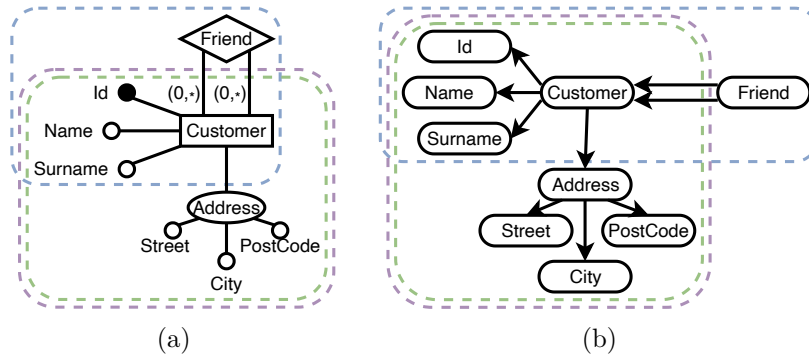 Friend
Id
(0,*) (0,*)
Name
Customer
Surname
Address
Street
PostCode
City
(a)
Id
Name
Customer
Friend
Surname
Address
Street
PostCode
City
(b)